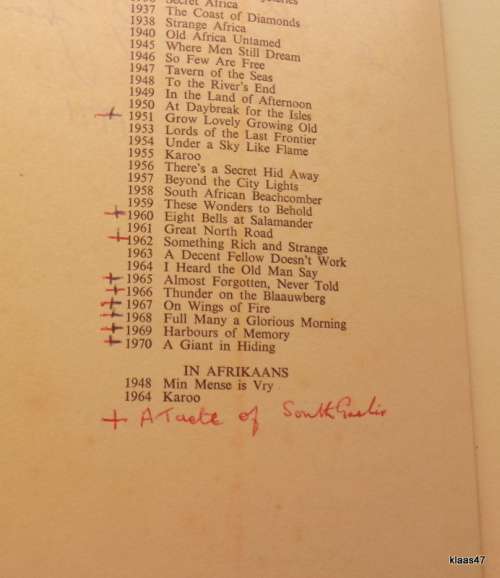 Secret Africa
1937 The Coast of Diamonds
1938 Strange Africa
1940 Old Africa Untamed
1945 Where Men Still Dream
1946 So Few Are Free
1947 Tavern of the Seas
1948 To the River's End
1949 In the Land of Afternoon
1950 At Daybreak for the Isles
+ 1951 Grow Lovely Growing Old
1953 Lords of the Last Frontier
1954 Under a Sky Like Flame
1955 Karoo
1956 There's a Secret Hid Away
1957 Beyond the City Lights
1958 South African Beachcomber
1959 These Wonders to Behold
+ 1960 Eight Bells at Salamander
1961 Great North Road
+ 1962 Something Rich and Strange
1963 A Decent Fellow Doesn't Work
1964 I Heard the Old Man Say
+ 1965 Almost Forgotten, Never Told
+ 1966 Thunder on the Blaauwberg
+ 1967 On Wings of Fire
+ 1968 Full Many a Glorious Morning
+ 1969 Harbours of Memory
+ 1970 A Giant in Hiding
IN AFRIKAANS
1948 Min Mense is Vry
1964 Karoo
+ A Taste of South
klaas47